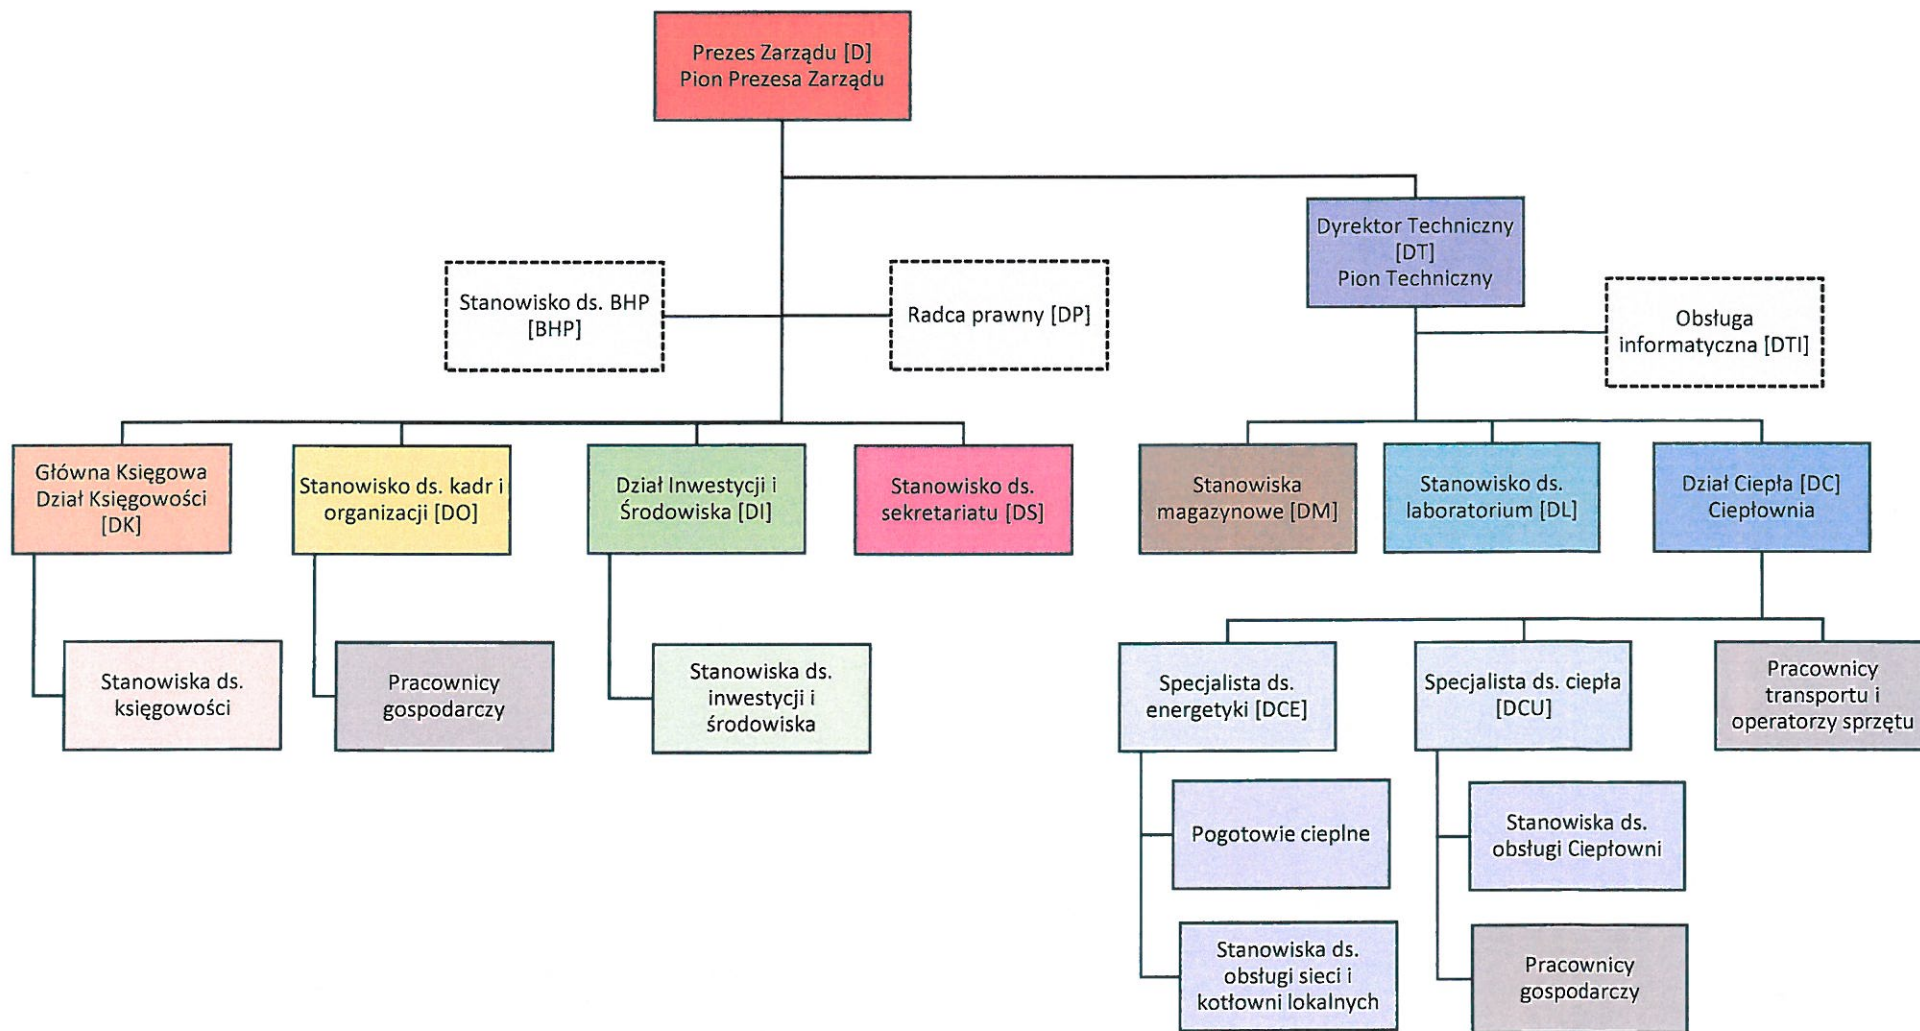 Prezes Zarządu [D]
Pion Prezesa Zarządu
Dyrektor Techniczny
[DT]
Pion Techniczny
Stanowisko ds. BHP
[BHP]
Radca prawny [DP]
Obsługa
informatyczna [DTI]
Główna Księgowa
Dział Księgowości
[DK]
Stanowisko ds. kadr i
organizacji [DO]
Dział Inwestycji i
Środowiska [DI]
Stanowisko ds.
sekretariatu [DS]
Stanowiska
magazynowe [DM]
Stanowisko ds.
laboratorium [DL]
Dział Ciepła [DC]
Ciepłownia
Stanowiska ds.
księgowości
Pracownicy
gospodarczy
Stanowiska ds.
inwestycji i
środowiska
Specjalista ds.
energetyki [DCE]
Specjalista ds. ciepła
[DCU]
Pracownicy
transportu i
operatorzy sprzętu
Pogotowie cieplne
Stanowiska ds.
obsługi Ciepłowni
Stanowiska ds.
obsługi sieci i
kotłowni lokalnych
Pracownicy
gospodarczy